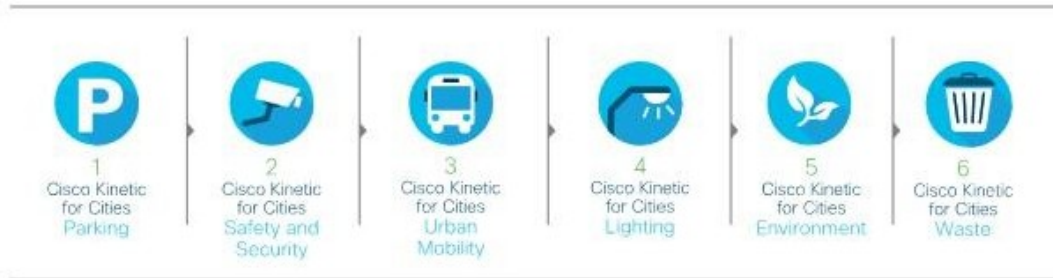 P
1
Cisco Kinetic
for Cities
Parking
2
Cisco Kinetic
for Cities
Safety and
Security
3
Cisco Kinetic
for Cities
Urban
Mobility
4
Cisco Kinetic
for Cities
Lighting
5
Cisco Kinetic
for Cities
Environment
6
Cisco Kinetic
for Cities
Waste